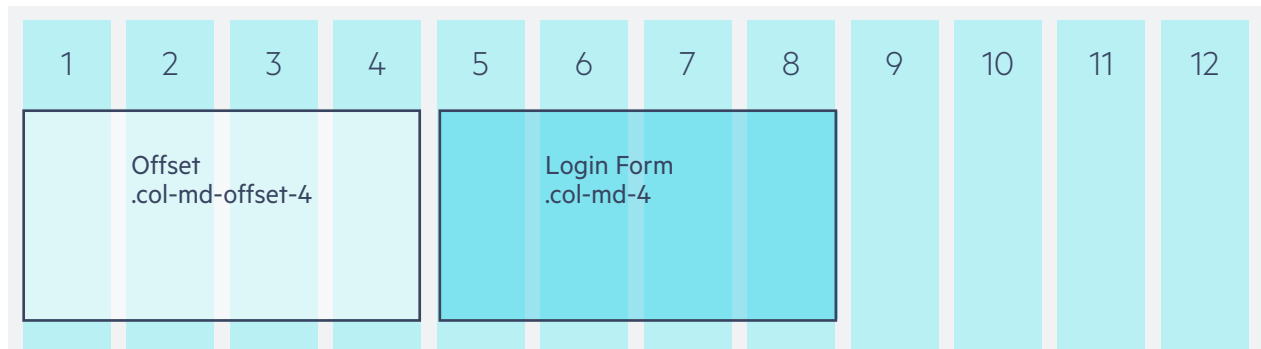 1 2 3 4 5 6 7 8 9 10 11 12
Offset
.col-md-offset-4
Login Form
.col-md-4